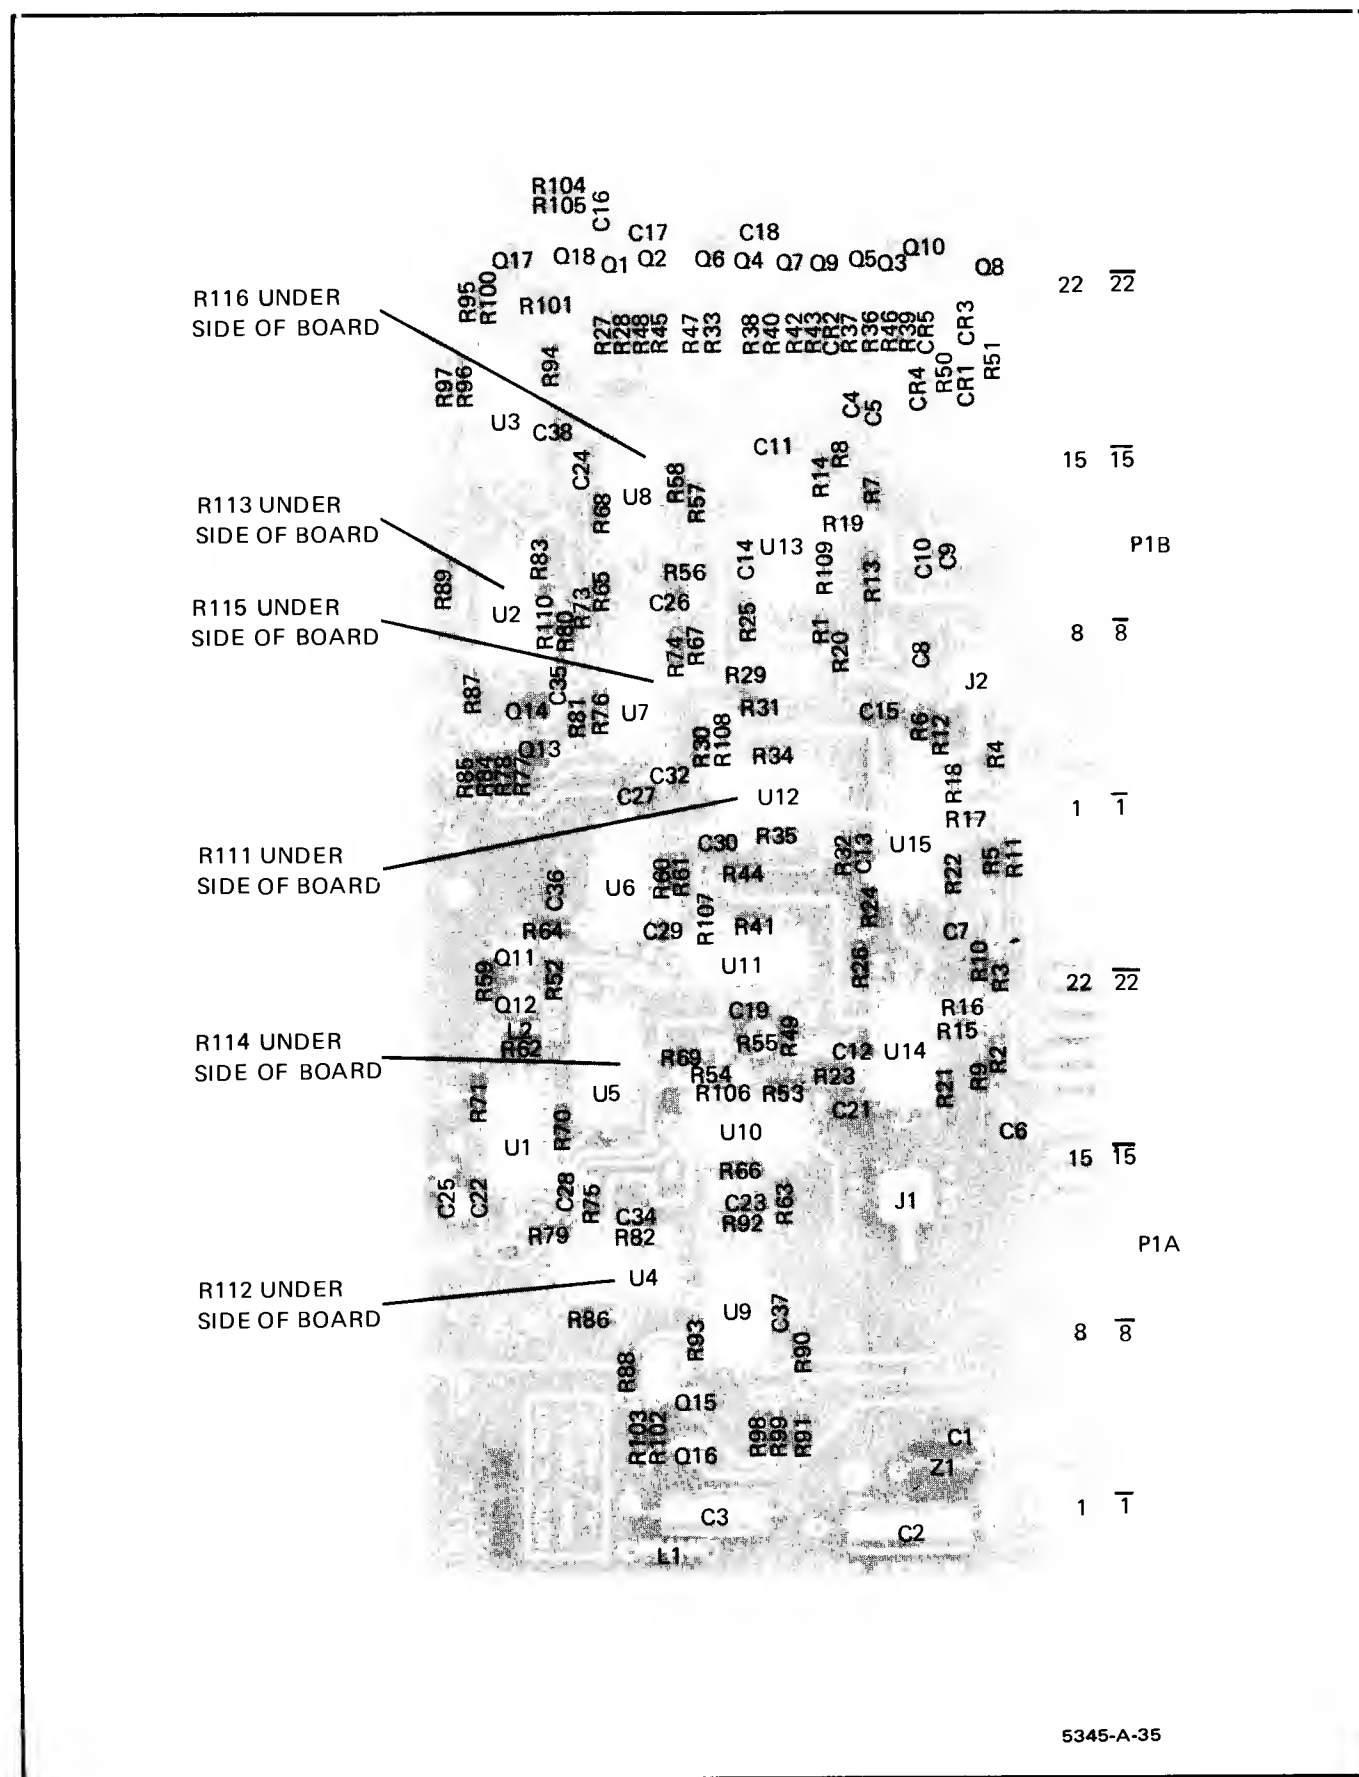 R104
R105
C16
C17
C18
Q17
Q18
Q1
Q2
Q6
Q4
Q7
Q9
Q5
Q3
Q10
Q8
22 2̅2̅
R116 UNDER
SIDE OF BOARD
R95
R100
R101
R27
R28
R48
R45
R47
R33
R38
R40
R42
R43
CR2
R37
R36
R46
R39
CR5
CR3
R51
R97
R96
R94
CR4
R50
CR1
C4
C5
U3
C38
C24
C11
R14
R8
R7
15 1̅5̅
R113 UNDER
SIDE OF BOARD
R68
U8
R58
R57
R19
R89
R83
U13
C14
R109
R13
C10
C9
P1B
R115 UNDER
SIDE OF BOARD
U2
R110
R80
R73
R65
R56
C26
R25
R1
R20
C8
8 8̅
R74
R67
R29
J2
R87
C35
Q14
R81
R76
U7
R31
C15
R6
R12
Q13
R85
R84
R78
R77
R30
R108
R34
R4
C32
C27
U12
R18
R17
1 1̅
R111 UNDER
SIDE OF BOARD
C30
R35
R32
C13
U15
R22
R5
R11
C36
U6
R60
R61
R44
R24
R64
C29
R107
R41
C7
Q11
R59
R52
U11
R26
R10
R3
22 2̅2̅
Q12
L2
R62
C19
R16
R15
R114 UNDER
SIDE OF BOARD
R69
R55
R49
C12
U14
R2
R54
R23
R9
R71
U5
R106
R53
C21
R21
R70
U1
U10
C6
15 1̅5̅
R66
C25
C22
C28
R75
C34
C23
R63
J1
R79
R82
R92
P1A
R112 UNDER
SIDE OF BOARD
U4
R86
U9
C37
R93
R90
8 8̅
R88
Q15
R103
R102
Q16
R98
R99
R91
C1
Z1
C3
C2
1 1̅
L1
5345-A-35